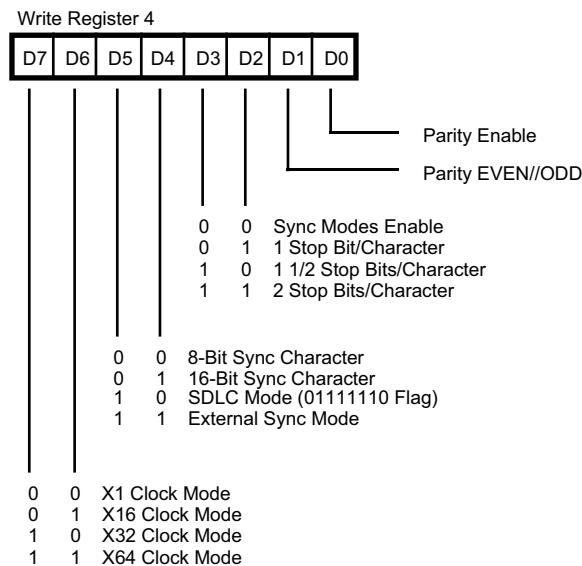 Write Register 4
D7 D6 D5 D4 D3 D2 D1 D0
Parity Enable
Parity EVEN//ODD
0 0 Sync Modes Enable
0 1 1 Stop Bit/Character
1 0 1 1/2 Stop Bits/Character
1 1 2 Stop Bits/Character
0 0 8-Bit Sync Character
0 1 16-Bit Sync Character
1 0 SDLC Mode (01111110 Flag)
1 1 External Sync Mode
0 0 X1 Clock Mode
0 1 X16 Clock Mode
1 0 X32 Clock Mode
1 1 X64 Clock Mode